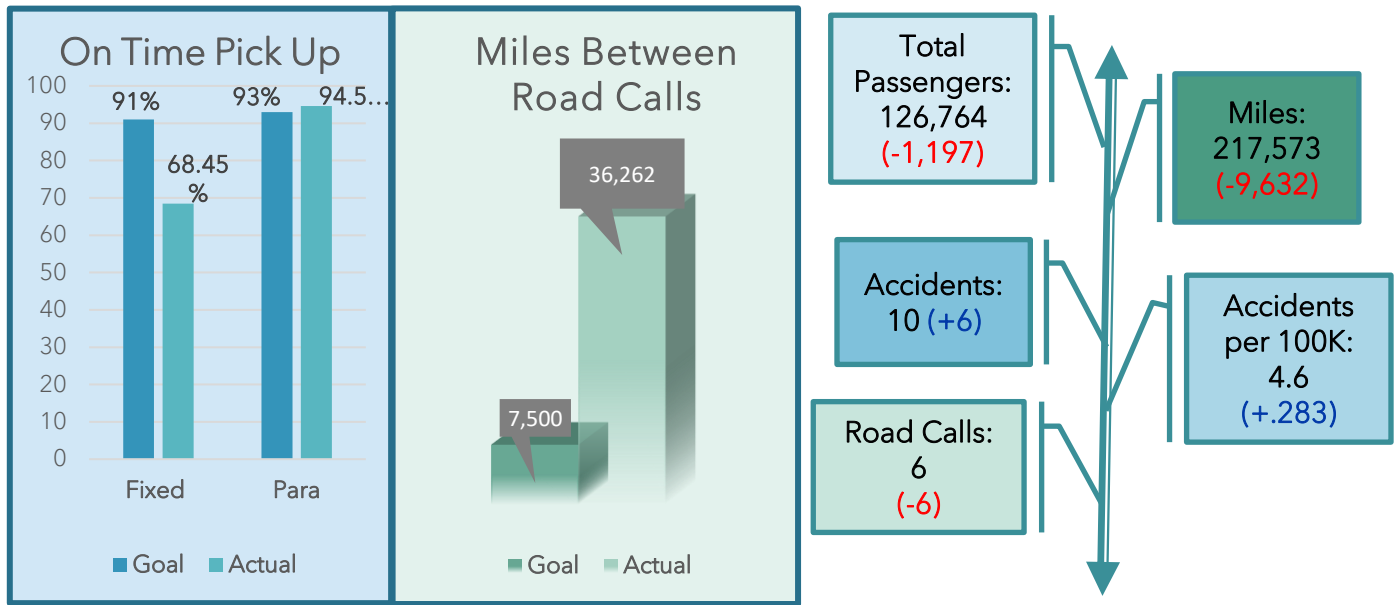 On Time Pick Up
100
90
80
70
60
50
40
30
20
10
0
91%
68.45
%
93%
94.5…
Fixed
Para
Goal
Actual
Miles Between
Road Calls
7,500
36,262
Goal
Actual
Total
Passengers:
126,764
(-1,197)
Miles:
217,573
(-9,632)
Accidents:
10 (+6)
Accidents
per 100K:
4.6
(+.283)
Road Calls:
6
(-6)